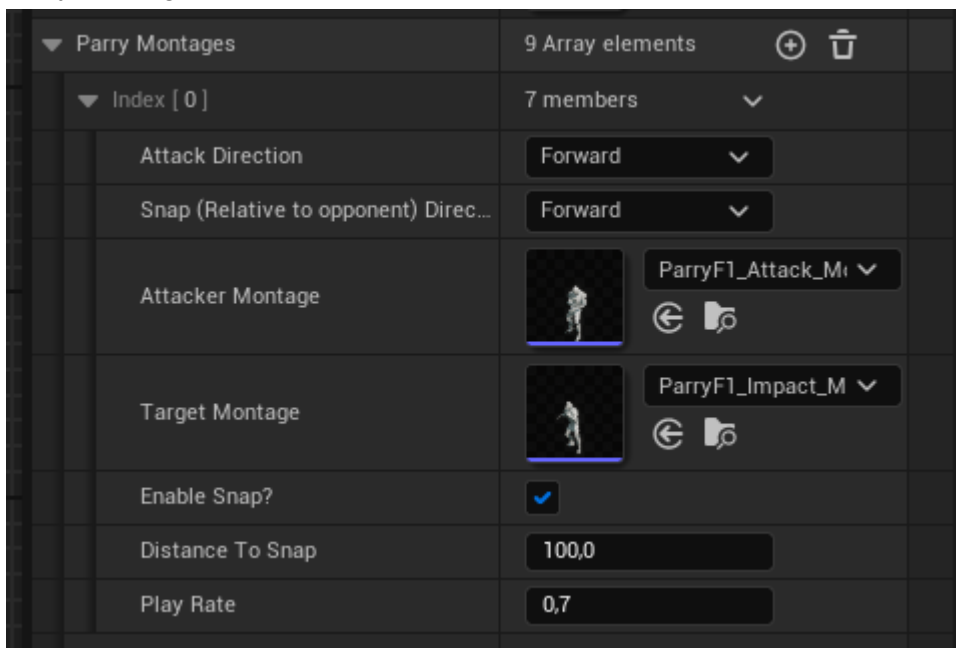 Parry Montages
9 Array elements
Index [ 0 ]
7 members
Attack Direction
Forward
Snap (Relative to opponent) Direc...
Forward
Attacker Montage
ParryF1_Attack_M
Target Montage
ParryF1_Impact_M
Enable Snap?
Distance To Snap
100,0
Play Rate
0,7